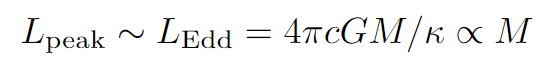 L_peak ∼ L_Edd = 4πcGM/κ ∝ M